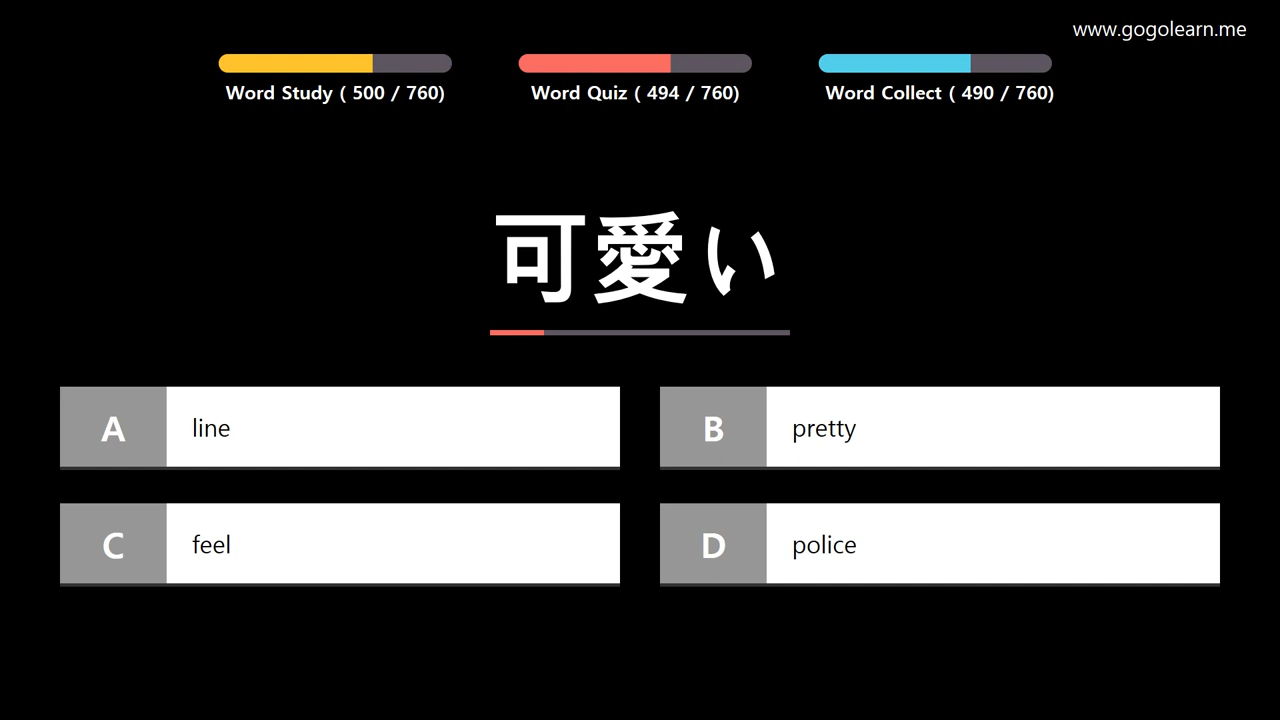 www.gogolearn.me
Word Study ( 500 / 760)
Word Quiz ( 494 / 760)
Word Collect ( 490 / 760)
可愛い
A line
B pretty
C feel
D police